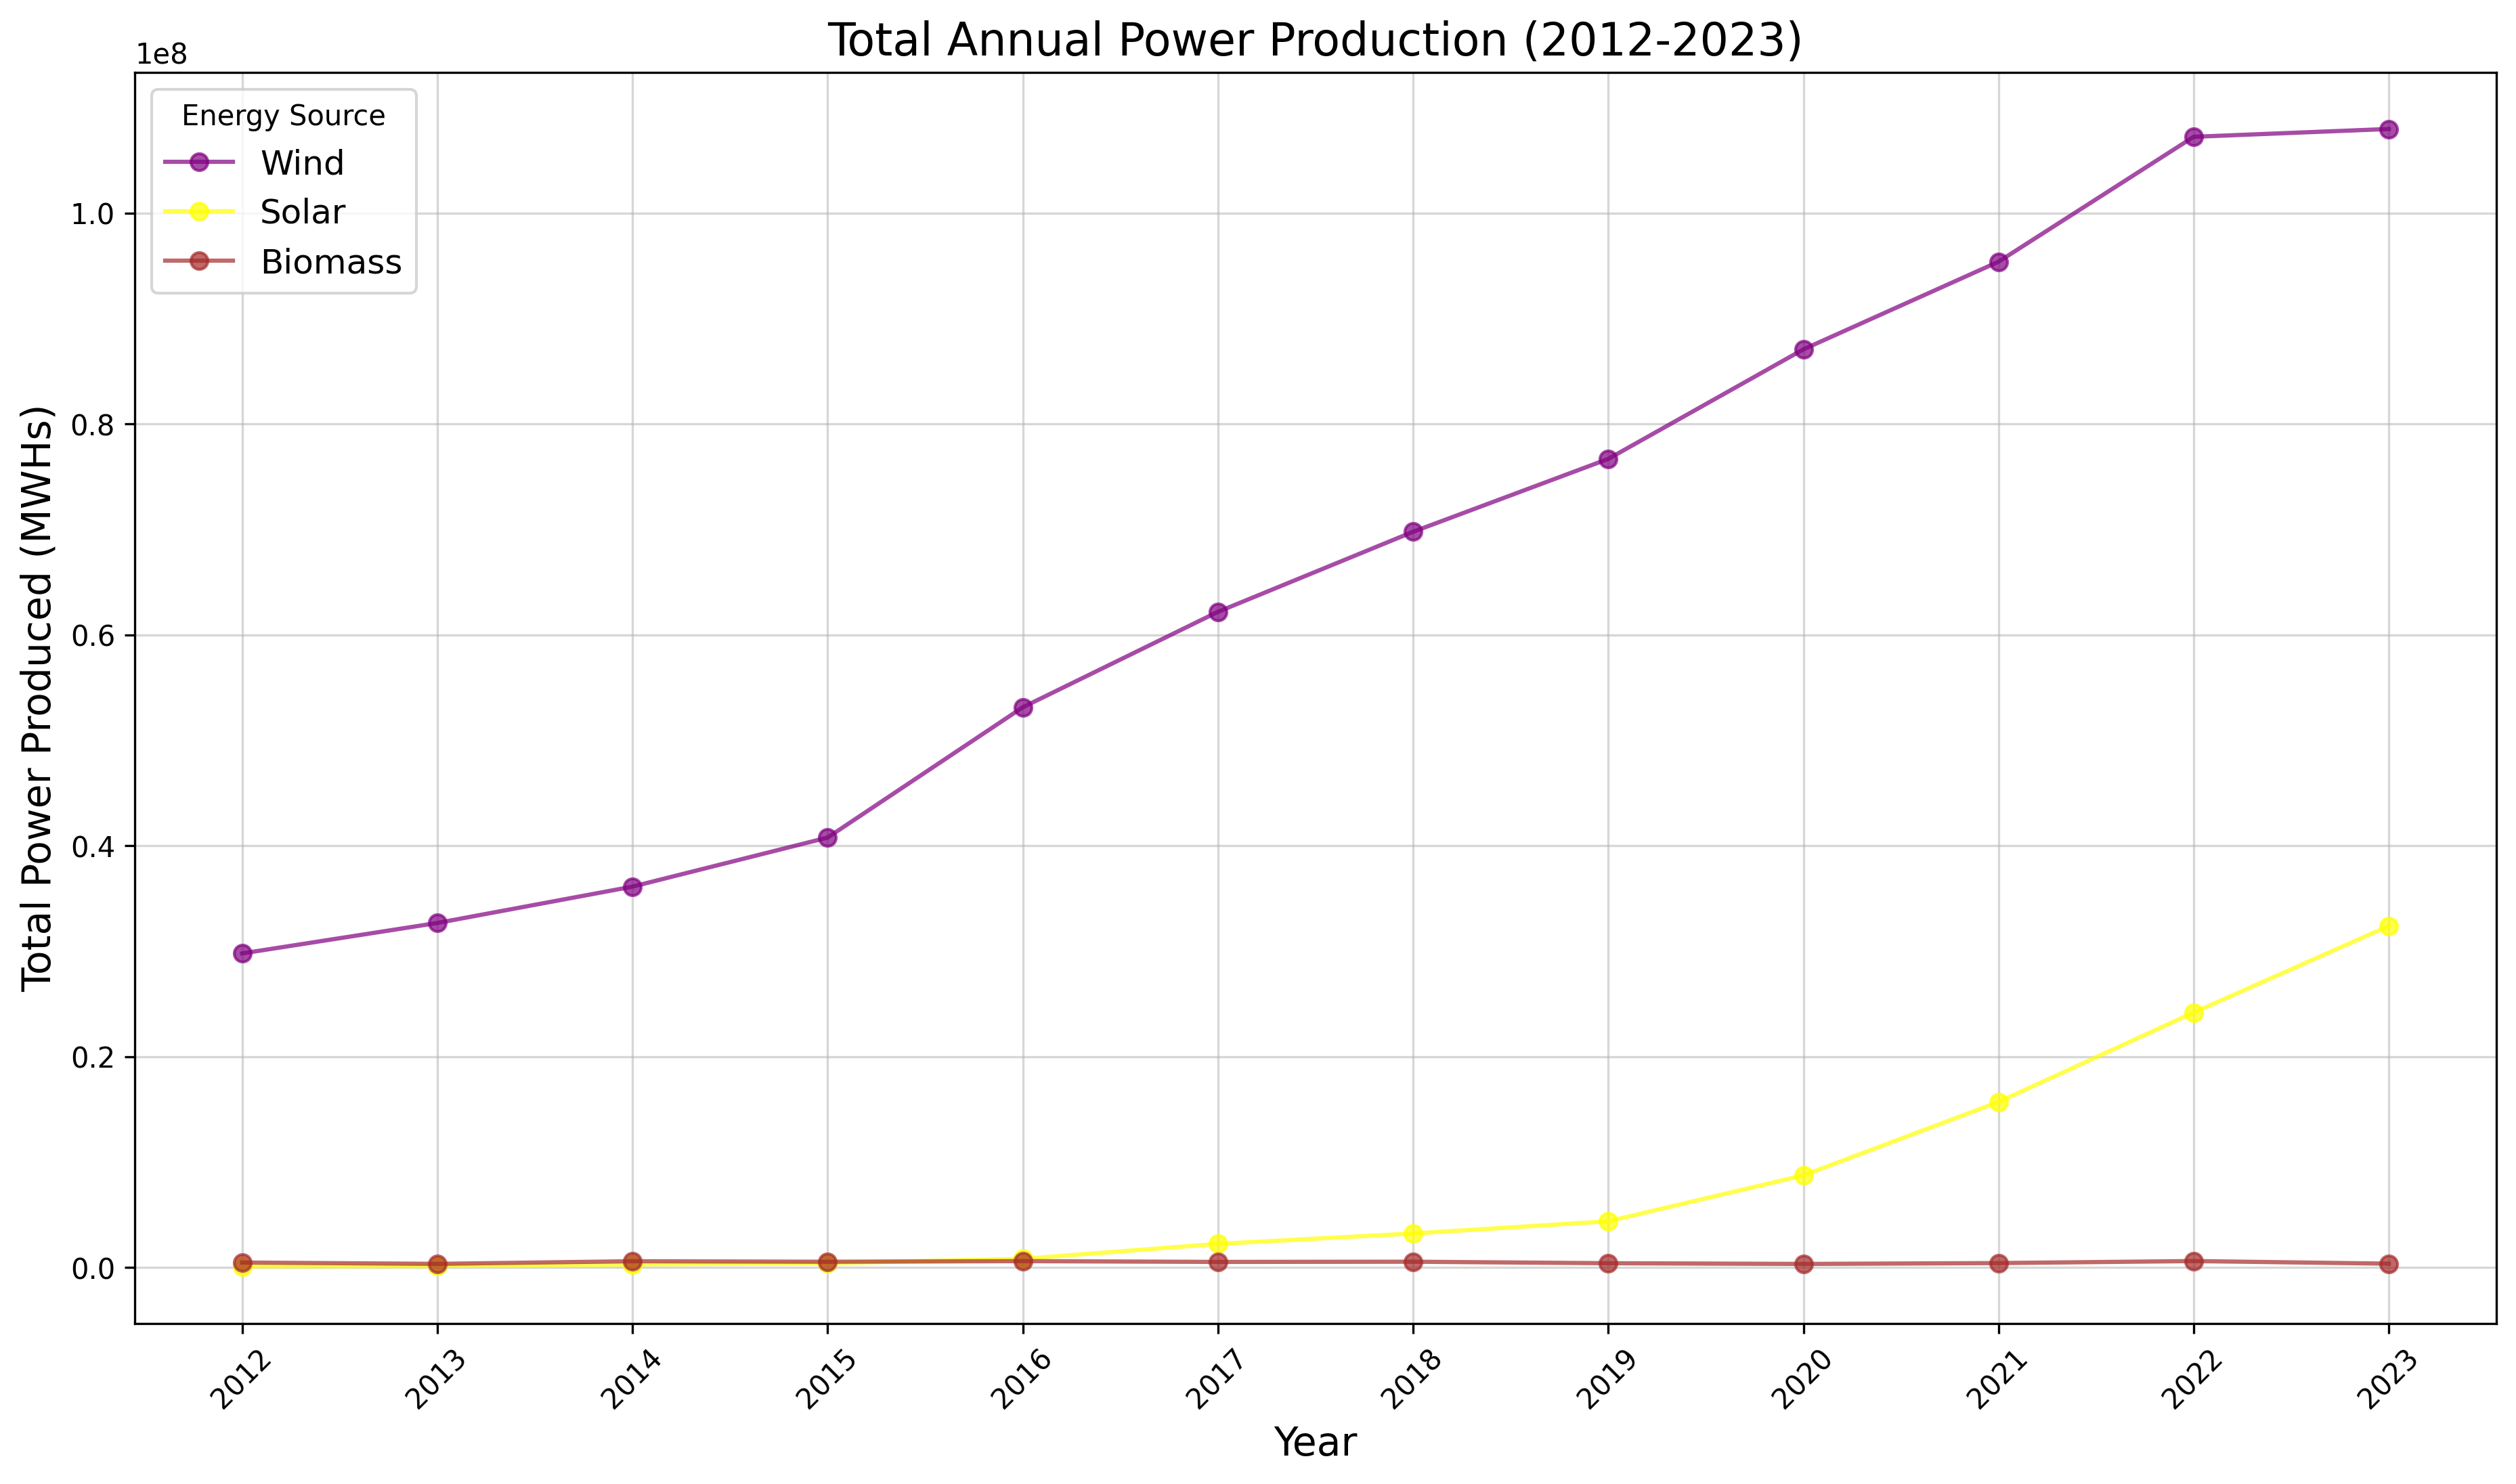 Total Annual Power Production (2012-2023)
1e8
Energy Source
Wind
Solar
Biomass
1.0
0.8
0.6
0.4
0.2
0.0
Total Power Produced (MWHs)
2012
2013
2014
2015
2016
2017
2018
2019
2020
2021
2022
2023
Year